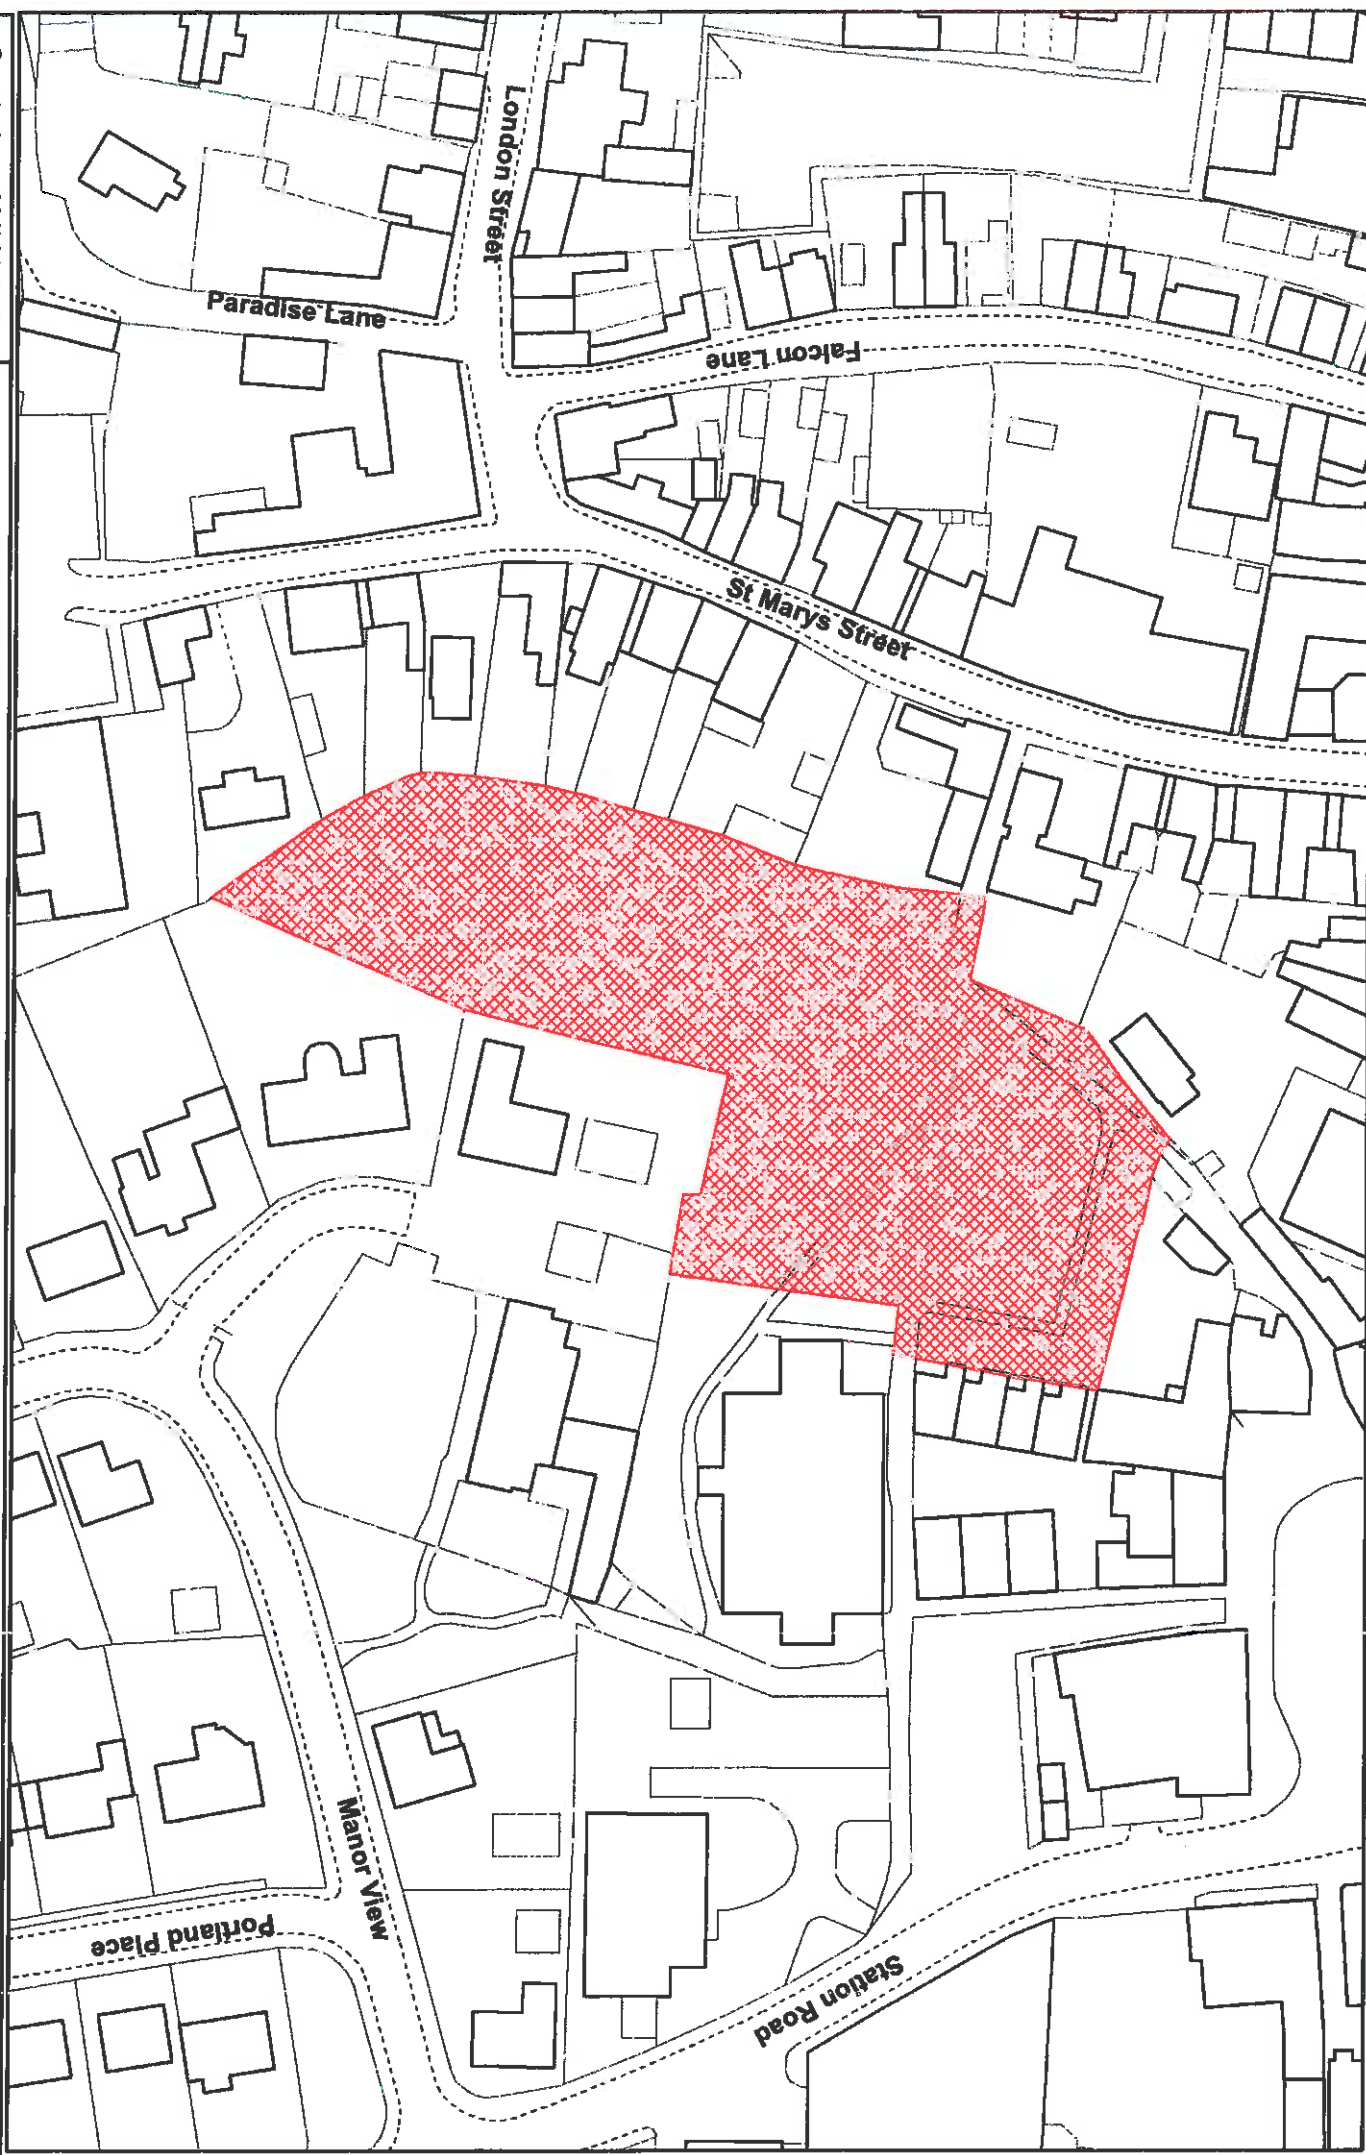 London Street
Paradise Lane
Falcon Lane
St Marys Street
Manor View
Portland Place
Station Road